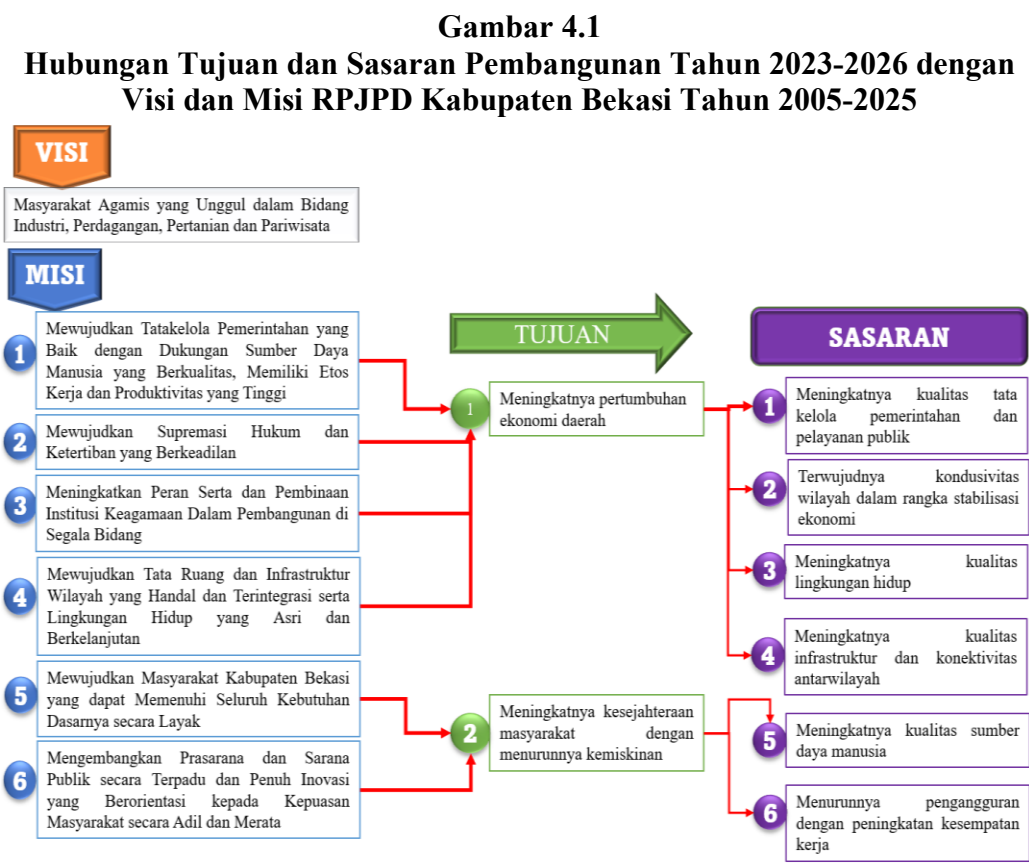 Gambar 4.1
Hubungan Tujuan dan Sasaran Pembangunan Tahun 2023-2026 dengan
Visi dan Misi RPJPD Kabupaten Bekasi Tahun 2005-2025
VISI
Masyarakat Agamis yang Unggul dalam Bidang
Industri, Perdagangan, Pertanian dan Pariwisata
MISI
1
Mewujudkan Tatakelola Pemerintahan yang
Baik dengan Dukungan Sumber Daya
Manusia yang Berkualitas, Memiliki Etos
Kerja dan Produktivitas yang Tinggi
2
Mewujudkan Supremasi Hukum dan
Ketertiban yang Berkeadilan
3
Meningkatkan Peran Serta dan Pembinaan
Institusi Keagamaan Dalam Pembangunan di
Segala Bidang
4
Mewujudkan Tata Ruang dan Infrastruktur
Wilayah yang Handal dan Terintegrasi serta
Lingkungan Hidup yang Asri dan
Berkelanjutan
5
Mewujudkan Masyarakat Kabupaten Bekasi
yang dapat Memenuhi Seluruh Kebutuhan
Dasarnya secara Layak
6
Mengembangkan Prasarana dan Sarana
Publik secara Terpadu dan Penuh Inovasi
yang Berorientasi kepada Kepuasan
Masyarakat secara Adil dan Merata
TUJUAN
1
Meningkatnya pertumbuhan
ekonomi daerah
2
Meningkatnya kesejahteraan
masyarakat dengan
menurunnya kemiskinan
SASARAN
1
Meningkatnya kualitas tata
kelola pemerintahan dan
pelayanan publik
2
Terwujudnya kondusivitas
wilayah dalam rangka stabilisasi
ekonomi
3
Meningkatnya kualitas
lingkungan hidup
4
Meningkatnya kualitas
infrastruktur dan konektivitas
antarwilayah
5
Meningkatnya kualitas sumber
daya manusia
6
Menurunnya pengangguran
dengan peningkatan kesempatan
kerja